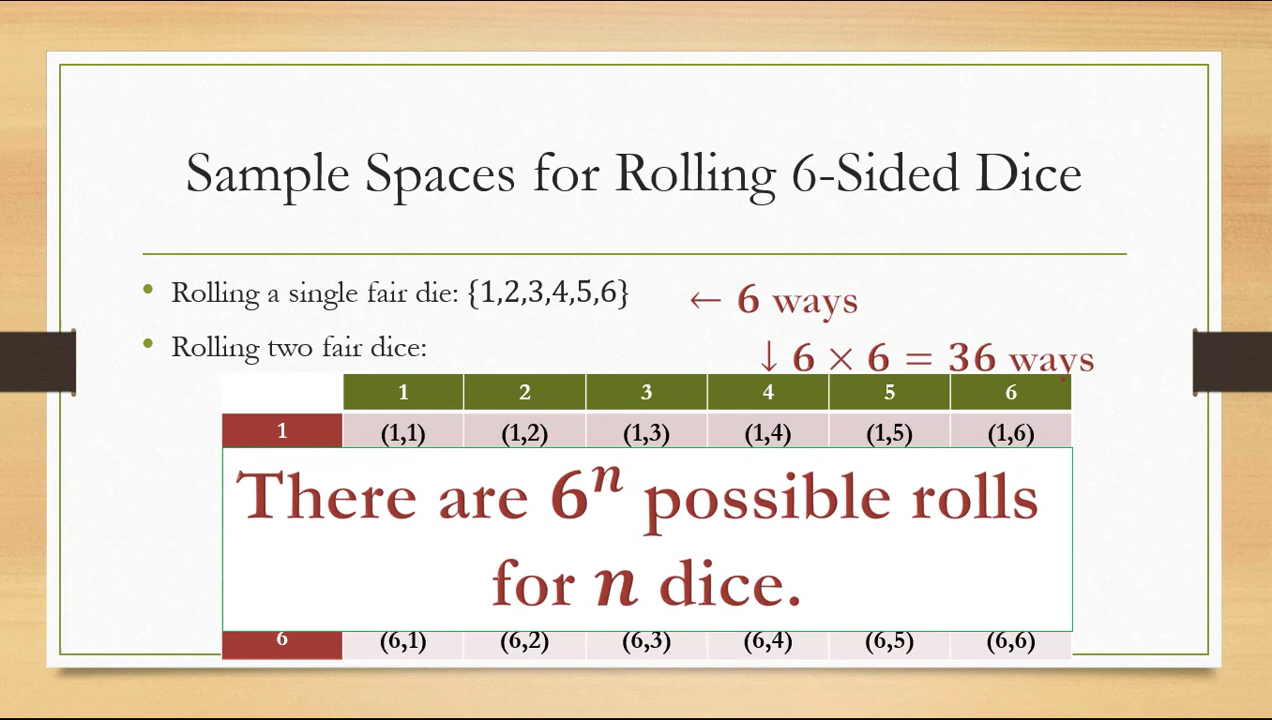 Sample Spaces for Rolling 6-Sided Dice
• Rolling a single fair die: {1,2,3,4,5,6} ← 6 ways
• Rolling two fair dice: ↓ 6 × 6 = 36 ways
1 2 3 4 5 6
1 (1,1) (1,2) (1,3) (1,4) (1,5) (1,6)
There are 6ⁿ possible rolls
for n dice.
6 (6,1) (6,2) (6,3) (6,4) (6,5) (6,6)